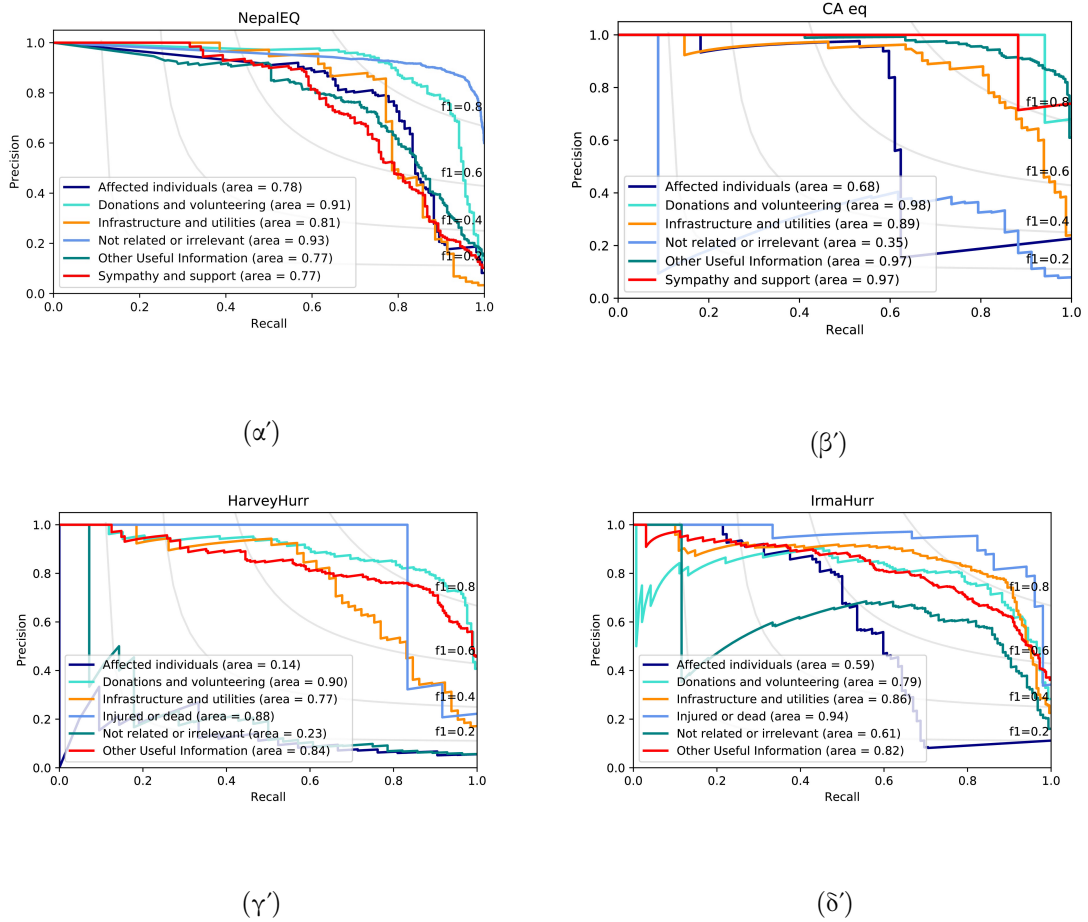 NepalEQ
1.0
0.8
0.6
0.4
0.2
0.0
Precision
f1=0.8
f1=0.6
f1=0.4
f1=0.2
Affected individuals (area = 0.78)
Donations and volunteering (area = 0.91)
Infrastructure and utilities (area = 0.81)
Not related or irrelevant (area = 0.93)
Other Useful Information (area = 0.77)
Sympathy and support (area = 0.77)
0.0 0.2 0.4 0.6 0.8 1.0
Recall
(α′)
CA eq
1.0
0.8
0.6
0.4
0.2
0.0
Precision
f1=0.8
f1=0.6
f1=0.4
f1=0.2
Affected individuals (area = 0.68)
Donations and volunteering (area = 0.98)
Infrastructure and utilities (area = 0.89)
Not related or irrelevant (area = 0.35)
Other Useful Information (area = 0.97)
Sympathy and support (area = 0.97)
0.0 0.2 0.4 0.6 0.8 1.0
Recall
(β′)
HarveyHurr
1.0
0.8
0.6
0.4
0.2
0.0
Precision
f1=0.8
f1=0.6
f1=0.4
f1=0.2
Affected individuals (area = 0.14)
Donations and volunteering (area = 0.90)
Infrastructure and utilities (area = 0.77)
Injured or dead (area = 0.88)
Not related or irrelevant (area = 0.23)
Other Useful Information (area = 0.84)
0.0 0.2 0.4 0.6 0.8 1.0
Recall
(γ′)
IrmaHurr
1.0
0.8
0.6
0.4
0.2
0.0
Precision
f1=0.8
f1=0.6
f1=0.4
f1=0.2
Affected individuals (area = 0.59)
Donations and volunteering (area = 0.79)
Infrastructure and utilities (area = 0.86)
Injured or dead (area = 0.94)
Not related or irrelevant (area = 0.61)
Other Useful Information (area = 0.82)
0.0 0.2 0.4 0.6 0.8 1.0
Recall
(δ′)